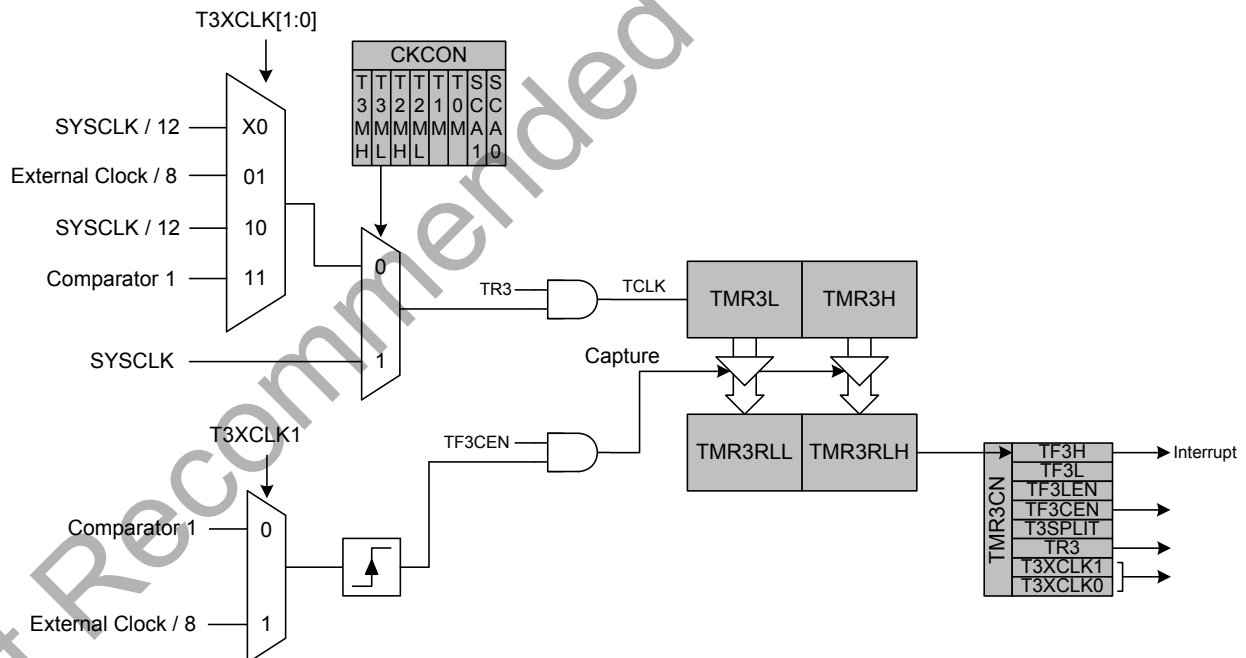 T3XCLK[1:0]
CKCON
T3MH T3ML T2MH T2ML T1M T0M SCA1 SCA0
SYSCLK / 12
X0
External Clock / 8
01
SYSCLK / 12
10
Comparator 1
11
0
SYSCLK
1
TR3
TCLK
TMR3L
TMR3H
Capture
TF3CEN
TMR3RLL
TMR3RLH
T3XCLK1
Comparator 1
0
External Clock / 8
1
TMR3CN
TF3H
Interrupt
TF3L
TF3LEN
TF3CEN
T3SPLIT
TR3
T3XCLK1
T3XCLK0
Recommended